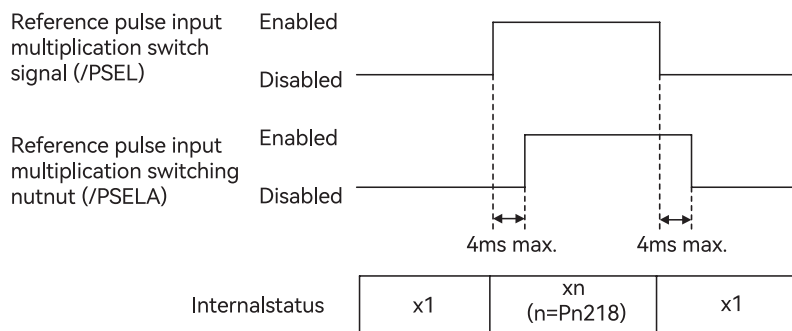 Reference pulse input
multiplication switch
signal (/PSEL)
Enabled
Disabled
Reference pulse input
multiplication switching
nutnut (/PSELA)
Enabled
Disabled
4ms max.
4ms max.
Internalstatus
x1
xn
(n=Pn218)
x1